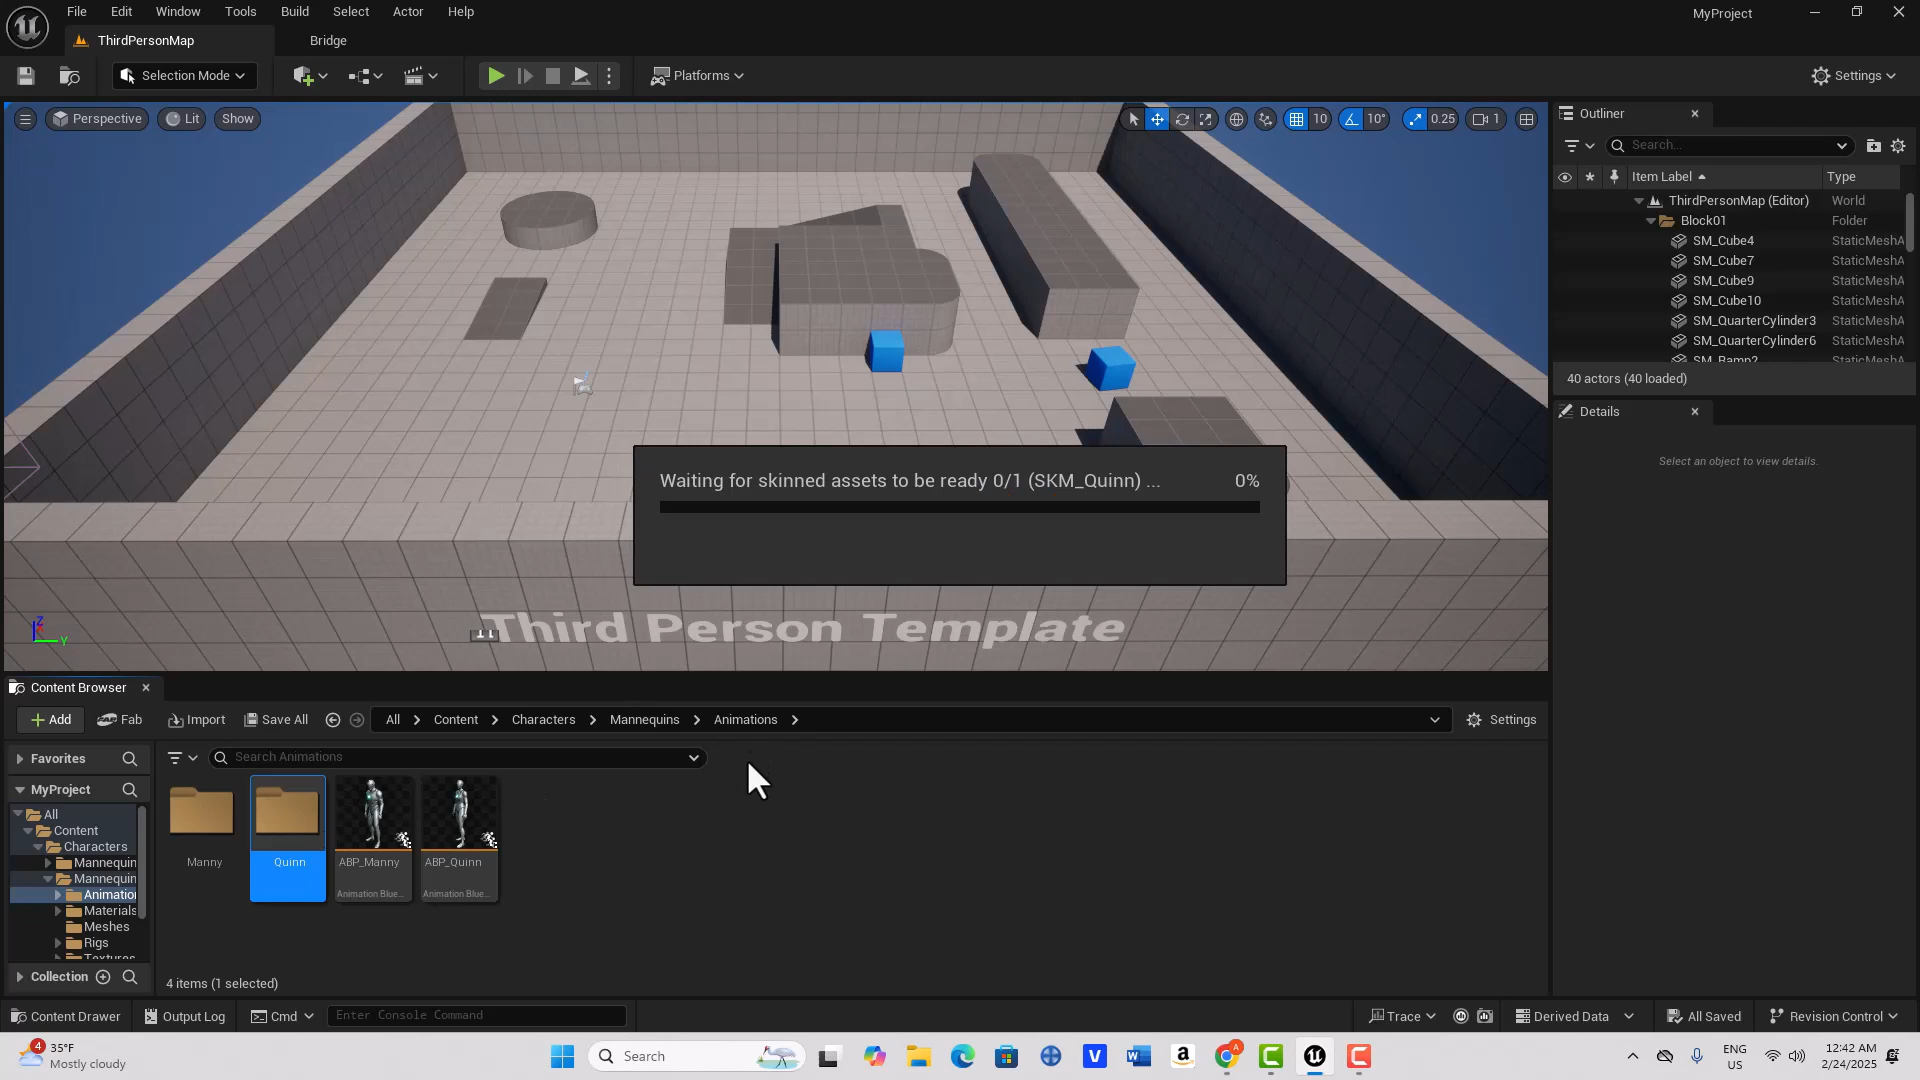 File Edit Window Tools Build Select Actor Help
MyProject
ThirdPersonMap
Bridge
Selection Mode
Platforms
Settings
Perspective
Lit
Show
10
10°
0.25
1
Outliner
Search...
Item Label
Type
ThirdPersonMap (Editor) World
Block01 Folder
SM_Cube4 StaticMeshA
SM_Cube7 StaticMeshA
SM_Cube9 StaticMeshA
SM_Cube10 StaticMeshA
SM_QuarterCylinder3 StaticMeshA
SM_QuarterCylinder6 StaticMeshA
SM_Ramp2 StaticMeshA
40 actors (40 loaded)
Details
Select an object to view details.
Waiting for skinned assets to be ready 0/1 (SKM_Quinn) ... 0%
Third Person Template
Z
Y
Content Browser
Add
Fab
Import
Save All
All
Content
Characters
Mannequins
Animations
Settings
Favorites
MyProject
All
Content
Characters
Mannequin
Mannequin
Animation
Materials
Meshes
Rigs
Textures
Collection
Search Animations
Manny
Quinn
ABP_Manny
Animation Blue...
ABP_Quinn
Animation Blue...
4 items (1 selected)
Content Drawer
Output Log
Cmd
Enter Console Command
Trace
Derived Data
All Saved
Revision Control
4
35°F
Mostly cloudy
Search
A
ENG
US
12:42 AM
2/24/2025